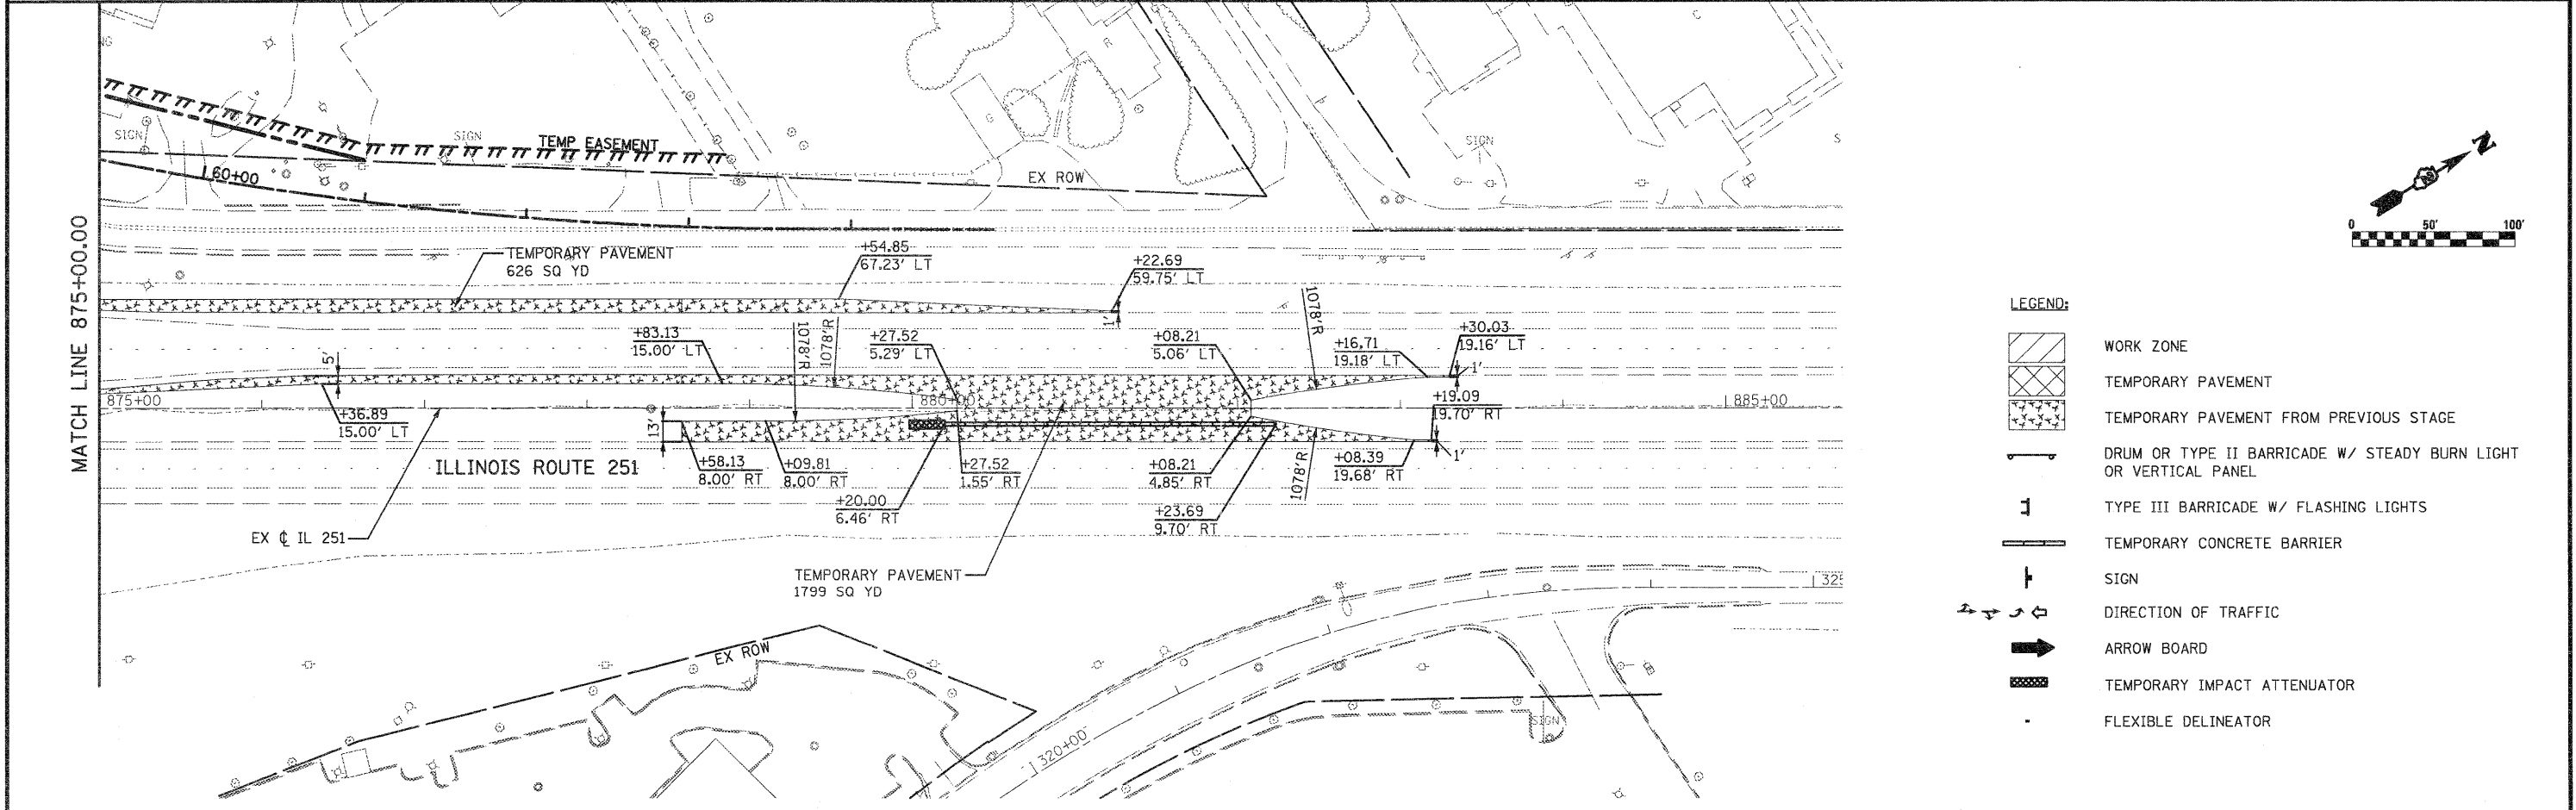 MATCH LINE 875+00.00
SIGN
SIGN
TEMP EASEMENT
60+00
EX ROW
R
G
C
SIGN
N
0 50' 100'
TEMPORARY PAVEMENT
626 SQ YD
+54.85
67.23' LT
+22.69
59.75' LT
1'
5'
+83.13
15.00' LT
1078'R
1078'R
+27.52
5.29' LT
+08.21
5.06' LT
1078'R
+16.71
19.18' LT
+30.03
19.16' LT
1'
875+00
880+00
885+00
+36.89
15.00' LT
13'
+19.09
19.70' RT
ILLINOIS ROUTE 251
+58.13
8.00' RT
+09.81
8.00' RT
+27.52
1.55' RT
+08.21
4.85' RT
1078'R
+08.39
19.68' RT
1'
+20.00
6.46' RT
+23.69
9.70' RT
EX ℄ IL 251
TEMPORARY PAVEMENT
1799 SQ YD
EX ROW
320+00
325
SIGN
LEGEND:
WORK ZONE
TEMPORARY PAVEMENT
TEMPORARY PAVEMENT FROM PREVIOUS STAGE
DRUM OR TYPE II BARRICADE W/ STEADY BURN LIGHT
OR VERTICAL PANEL
TYPE III BARRICADE W/ FLASHING LIGHTS
TEMPORARY CONCRETE BARRIER
SIGN
DIRECTION OF TRAFFIC
ARROW BOARD
TEMPORARY IMPACT ATTENUATOR
FLEXIBLE DELINEATOR